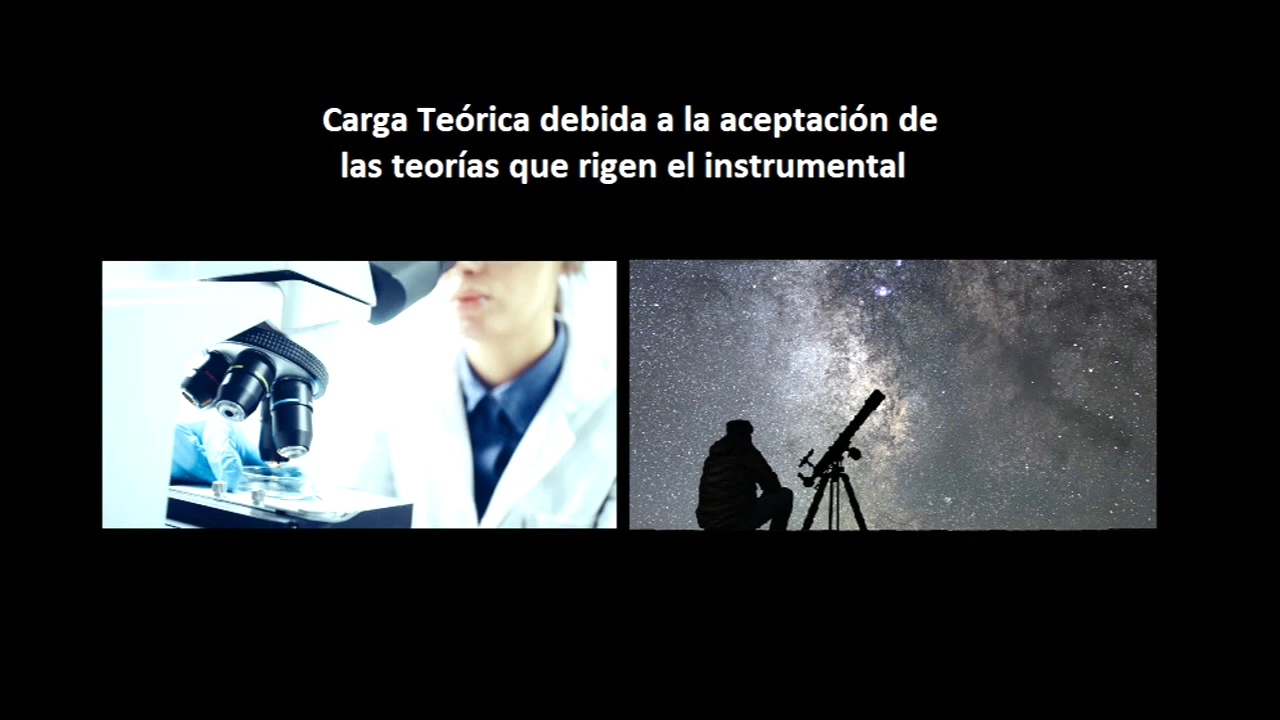 Carga Teórica debida a la aceptación de
las teorías que rigen el instrumental